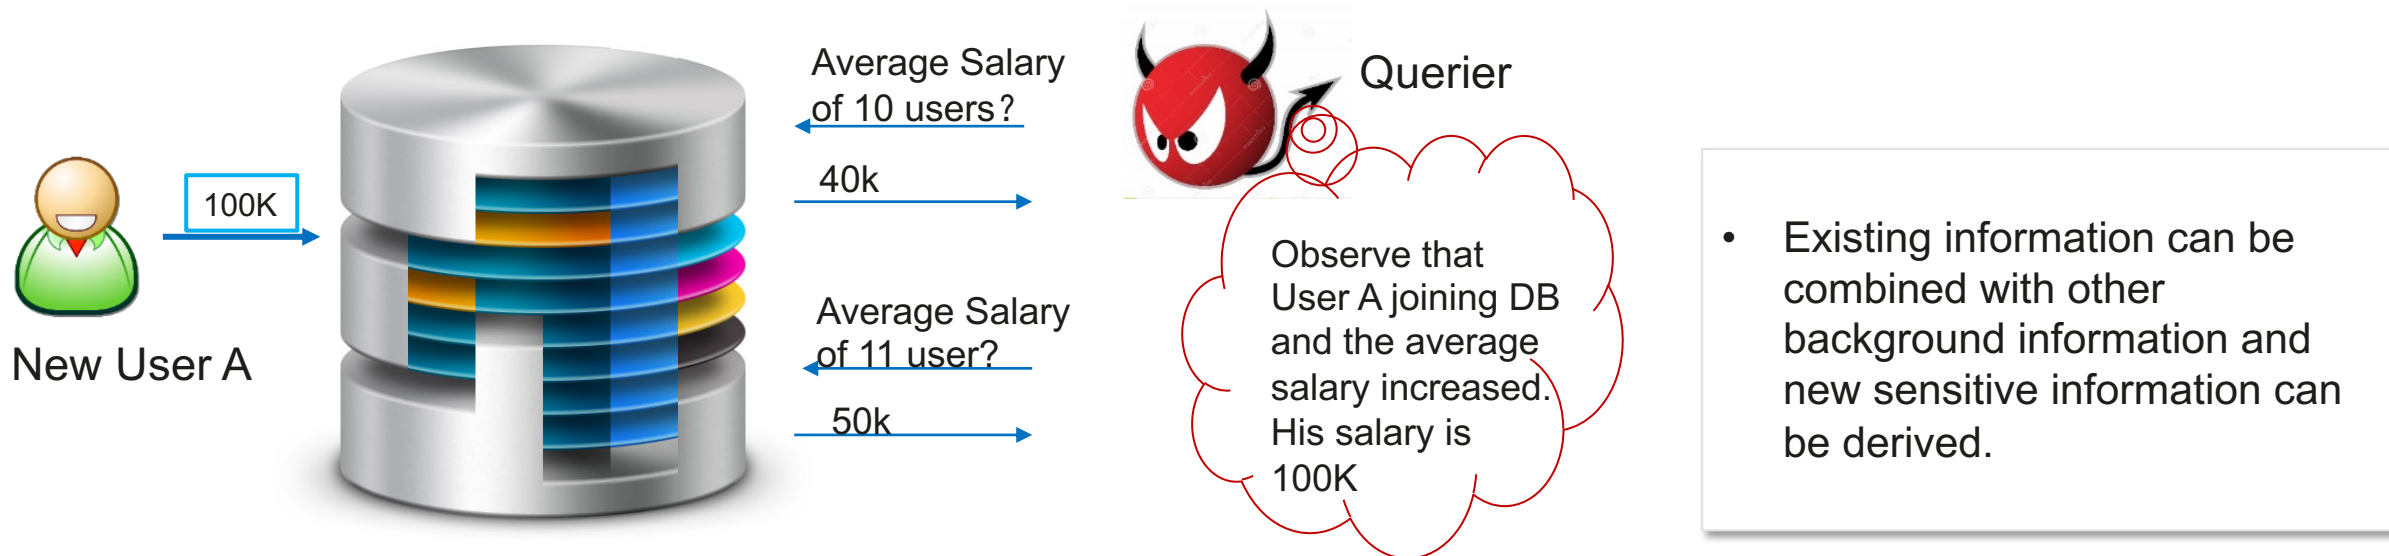 New User A
100K
Average Salary
of 10 users?
40k
Average Salary
of 11 user?
50k
Querier
Observe that
User A joining DB
and the average
salary increased.
His salary is
100K
• Existing information can be
combined with other
background information and
new sensitive information can
be derived.